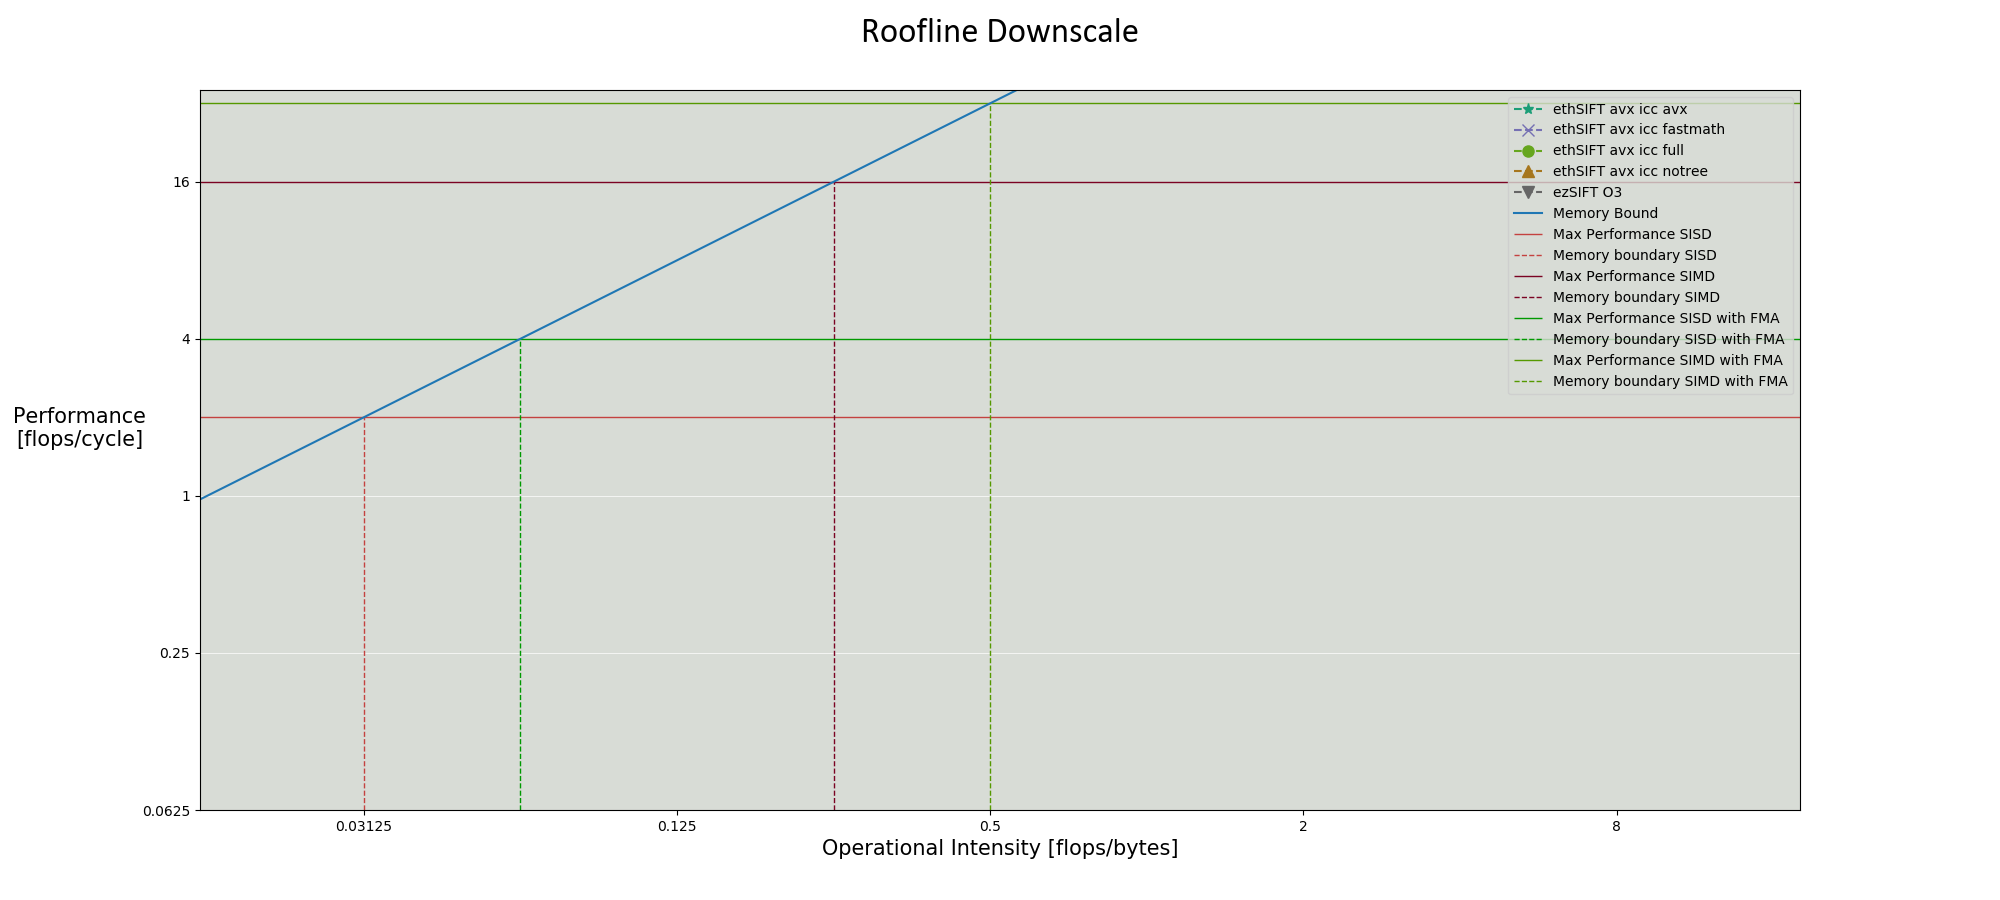 Roofline Downscale
ethSIFT avx icc avx
ethSIFT avx icc fastmath
ethSIFT avx icc full
ethSIFT avx icc notree
ezSIFT O3
Memory Bound
Max Performance SISD
Memory boundary SISD
Max Performance SIMD
Memory boundary SIMD
Max Performance SISD with FMA
Memory boundary SISD with FMA
Max Performance SIMD with FMA
Memory boundary SIMD with FMA
16
4
1
0.25
0.0625
Performance
[flops/cycle]
0.03125
0.125
0.5
2
8
Operational Intensity [flops/bytes]